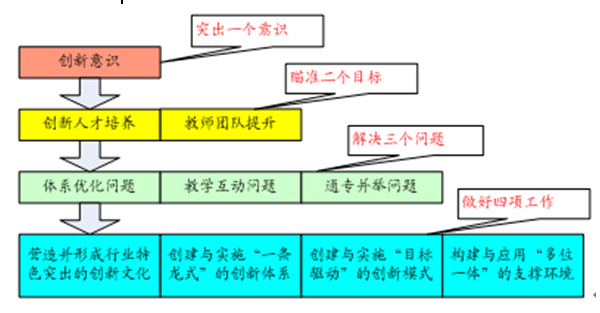 突出一个意识
创新意识
瞄准二个目标
创新人才培养
教师团队提升
解决三个问题
体系优化问题
教学互动问题
通专并举问题
做好四项工作
营造并形成行业特
色突出的创新文化
创建与实施“一条
龙式”的创新体系
创建与实施“目标
驱动”的创新模式
构建与应用“多位
一体”的支撑环境